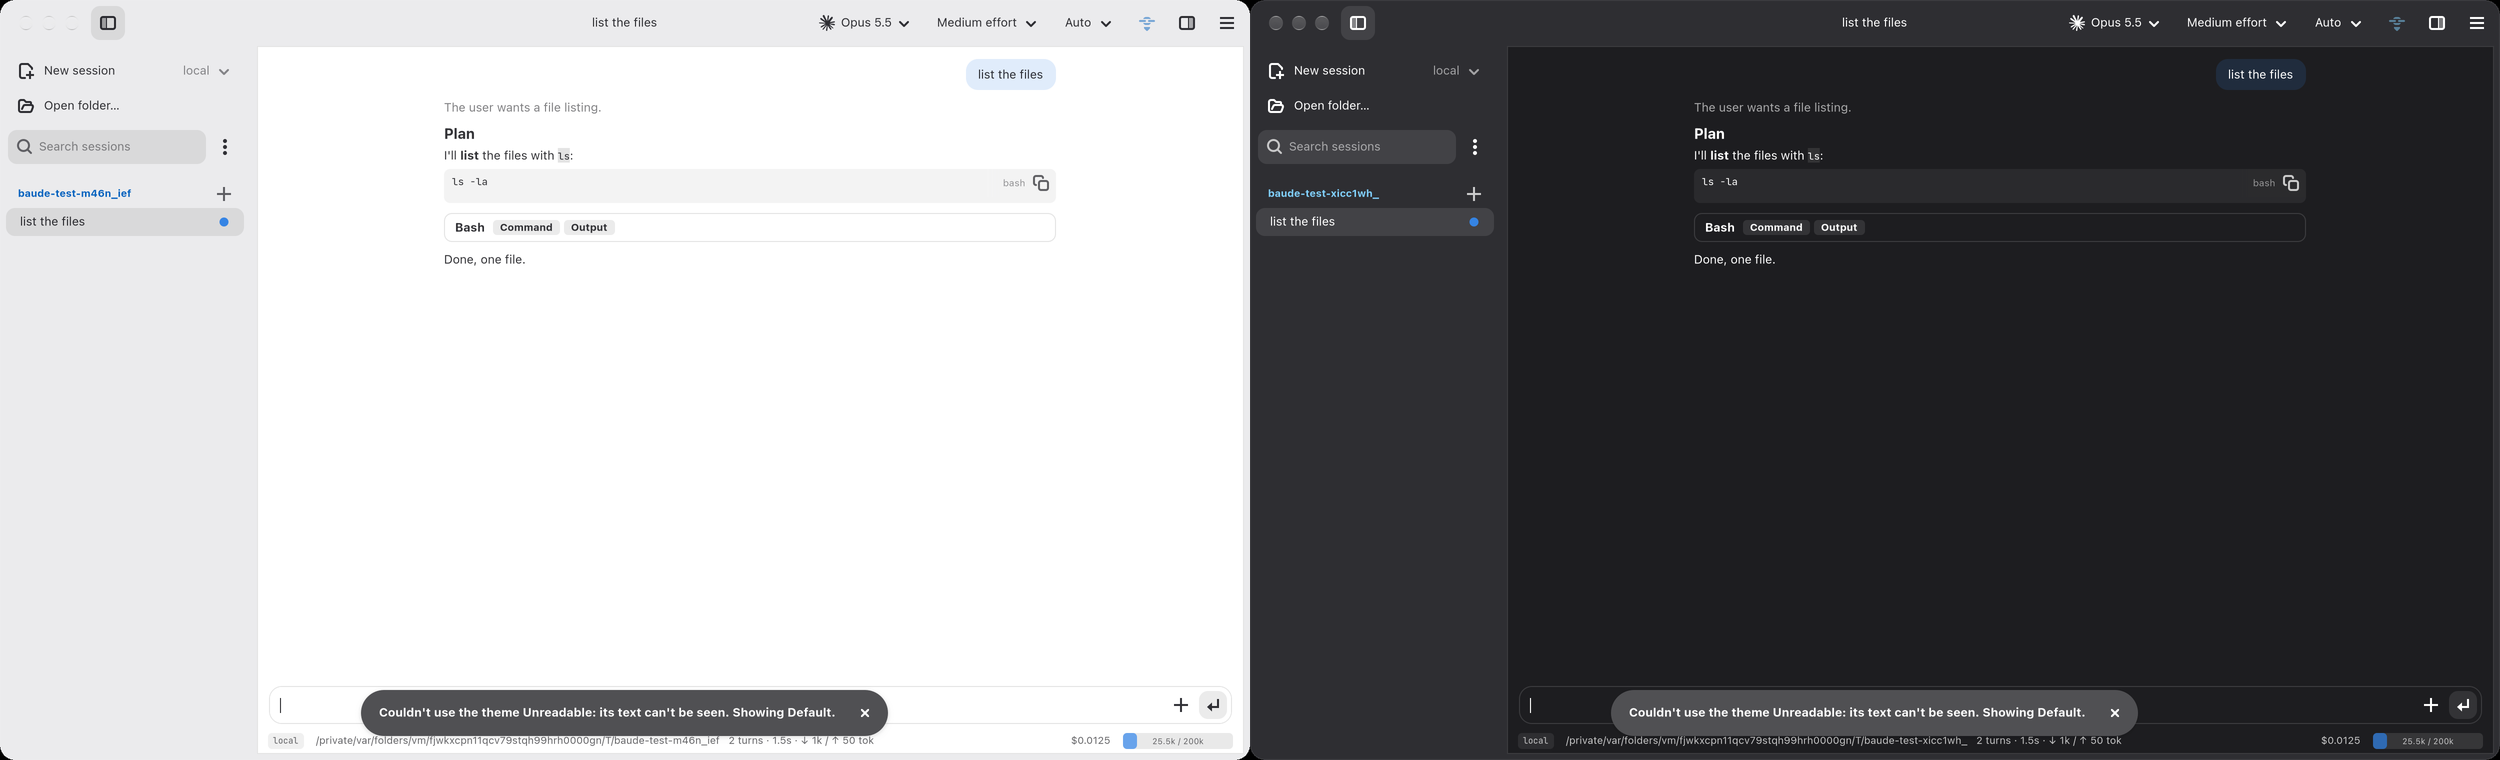 list the files
Opus 5.5
Medium effort
Auto
New session
local
Open folder...
Search sessions
baude-test-m46n_ief
list the files
list the files
The user wants a file listing.
Plan
I'll list the files with ls:
ls -la
bash
Bash Command Output
Done, one file.
Couldn't use the theme Unreadable: its text can't be seen. Showing Default.
local /private/var/folders/vm/fjwkxcpn11qcv79stqh99hrh0000gn/T/baude-test-m46n_ief 2 turns · 1.5s · ↓ 1k / ↑ 50 tok
$0.0125
25.5k / 200k
list the files
Opus 5.5
Medium effort
Auto
New session
local
Open folder...
Search sessions
baude-test-xicc1wh_
list the files
list the files
The user wants a file listing.
Plan
I'll list the files with ls:
ls -la
bash
Bash Command Output
Done, one file.
Couldn't use the theme Unreadable: its text can't be seen. Showing Default.
local /private/var/folders/vm/fjwkxcpn11qcv79stqh99hrh0000gn/T/baude-test-xicc1wh_ 2 turns · 1.5s · ↓ 1k / ↑ 50 tok
$0.0125
25.5k / 200k